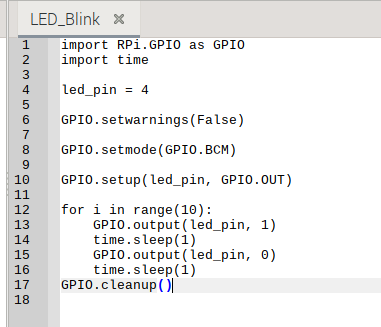 LED_Blink ✖
1 import RPi.GPIO as GPIO
2 import time
3
4 led_pin = 4
5
6 GPIO.setwarnings(False)
7
8 GPIO.setmode(GPIO.BCM)
9
10 GPIO.setup(led_pin, GPIO.OUT)
11
12 for i in range(10):
13     GPIO.output(led_pin, 1)
14     time.sleep(1)
15     GPIO.output(led_pin, 0)
16     time.sleep(1)
17 GPIO.cleanup()
18